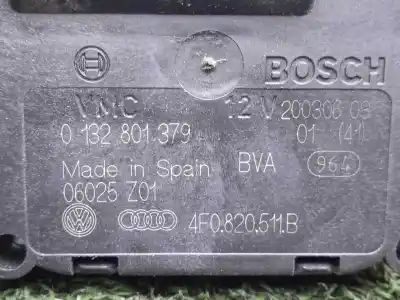 BOSCH
VMC 12 V 200306 09
0 132 801 379 01 (41)
Made in Spain BVA 964
06025 Z01
4F0.820.511.B